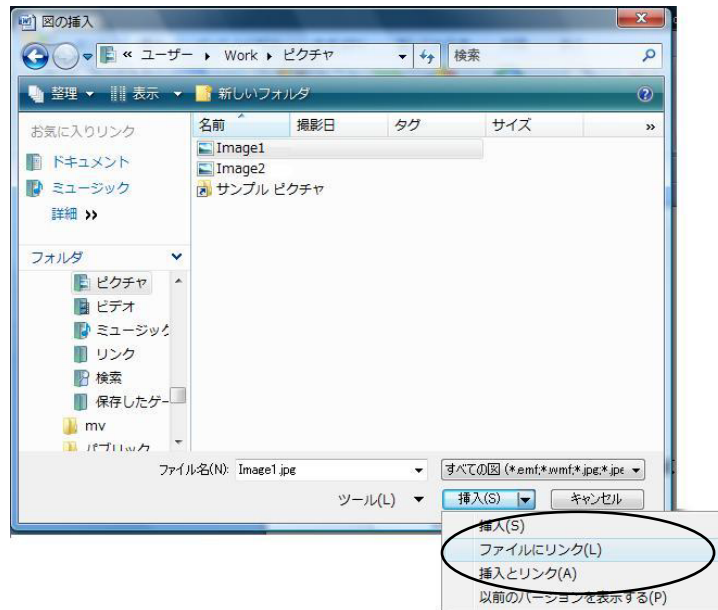 図の挿入
« ユーザー ▸ Work ▸ ピクチャ
検索
整理 表示 新しいフォルダ
お気に入りリンク
ドキュメント
ミュージック
詳細 »
名前 撮影日 タグ サイズ »
Image1
Image2
サンプル ピクチャ
フォルダ
ピクチャ
ビデオ
ミュージック
リンク
検索
保存したゲー
mv
パブリック
ファイル名(N): Image1.jpg
すべての図 (*.emf;*.wmf;*.jpg;*.jpe
ツール(L) 挿入(S) キャンセル
挿入(S)
ファイルにリンク(L)
挿入とリンク(A)
以前のバージョンを表示する(P)